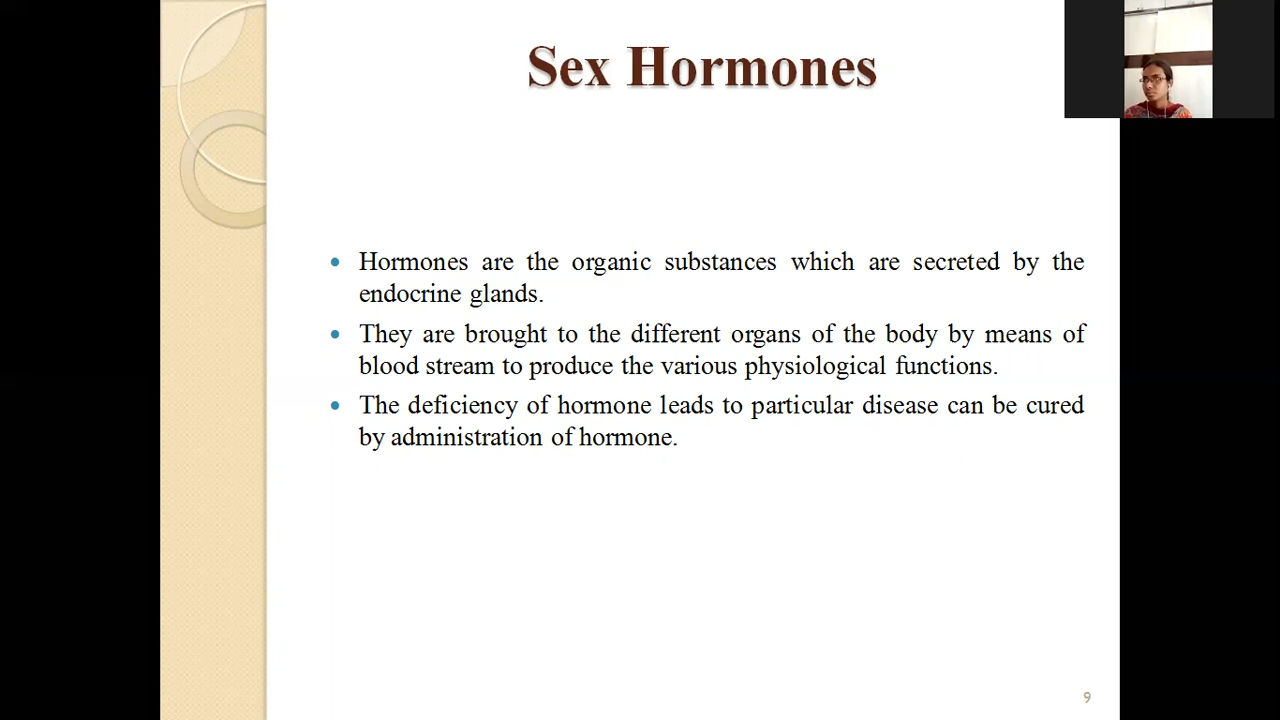 Sex Hormones
Hormones are the organic substances which are secreted by the
endocrine glands.
They are brought to the different organs of the body by means of
blood stream to produce the various physiological functions.
The deficiency of hormone leads to particular disease can be cured
by administration of hormone.
9